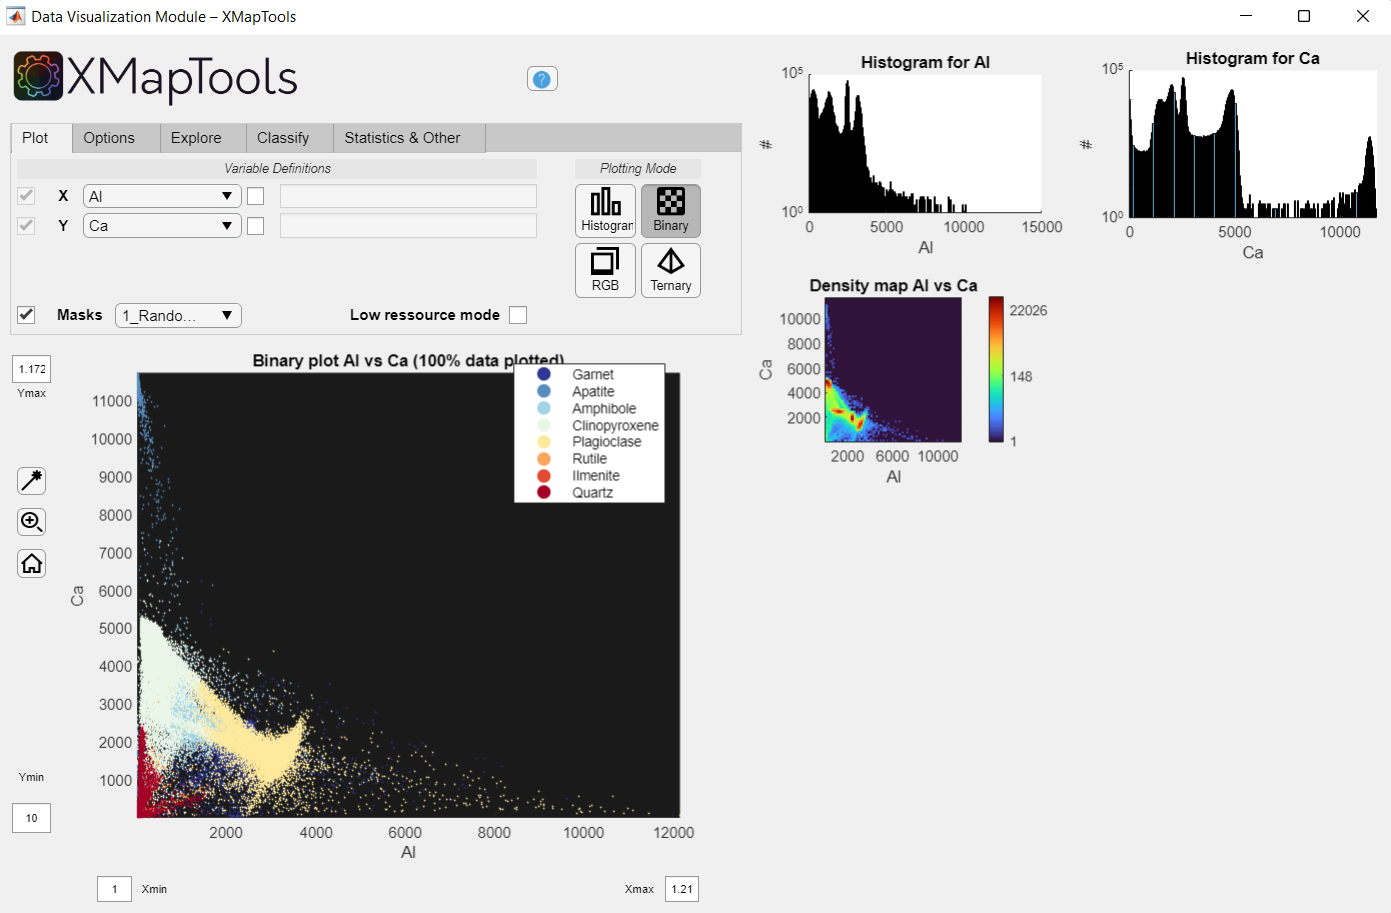 Data Visualization Module – XMapTools
XMapTools
?
Plot
Options
Explore
Classify
Statistics & Other
Variable Definitions
Plotting Mode
X
Al
Y
Ca
Histogran
Binary
RGB
Ternary
Masks
1_Rando...
Low ressource mode
Histogram for Al
10^5
#
10^0
0
5000
10000
15000
Al
Histogram for Ca
10^5
#
10^0
0
5000
10000
Ca
Density map Al vs Ca
10000
8000
6000
4000
2000
Ca
2000
6000
10000
Al
22026
148
1
Binary plot Al vs Ca (100% data plotted)
Garnet
Apatite
Amphibole
Clinopyroxene
Plagioclase
Rutile
Ilmenite
Quartz
1.172
Ymax
11000
10000
9000
8000
7000
6000
5000
4000
3000
2000
1000
Ca
Ymin
10
2000
4000
6000
8000
10000
12000
Al
1
Xmin
Xmax
1.21